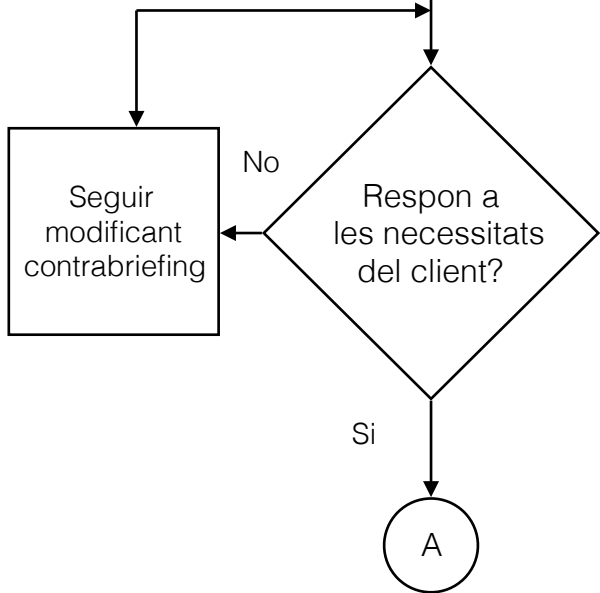 No
Seguir
modificant
contrabriefing
Respon a
les necessitats
del client?
Si
A